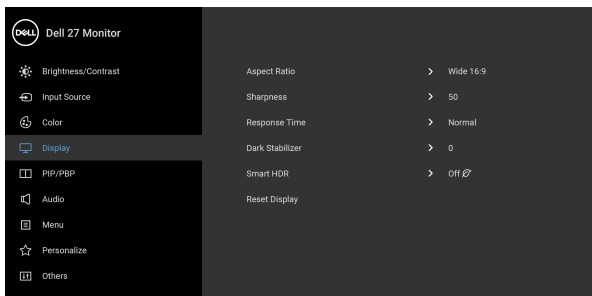 DELL Dell 27 Monitor
Brightness/Contrast
Input Source
Color
Display
PIP/PBP
Audio
Menu
Personalize
Others
Aspect Ratio > Wide 16:9
Sharpness > 50
Response Time > Normal
Dark Stabilizer > 0
Smart HDR > Off
Reset Display